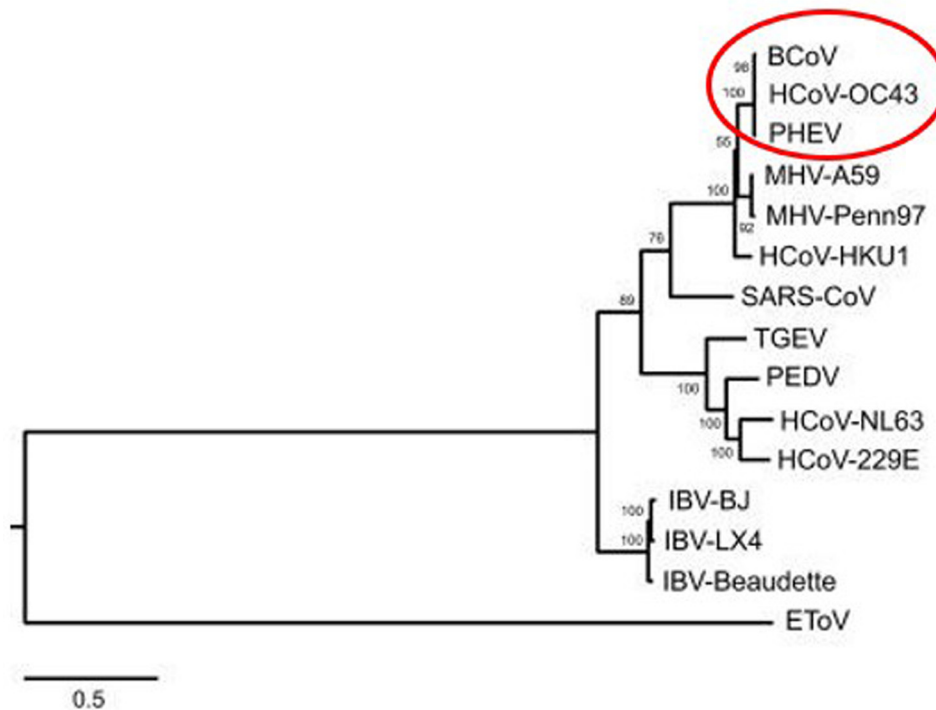 BCoV
98
HCoV-OC43
100
PHEV
55
MHV-A59
100
MHV-Penn97
92
HCoV-HKU1
76
SARS-CoV
89
TGEV
PEDV
100
HCoV-NL63
100
HCoV-229E
100
IBV-BJ
100
IBV-LX4
100
IBV-Beaudette
EToV
0.5